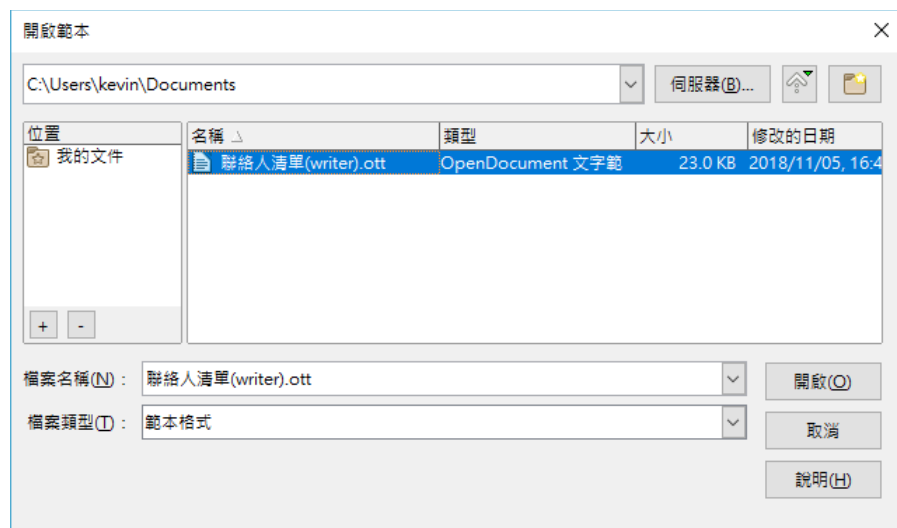 開啟範本
C:\Users\kevin\Documents 伺服器(B)...
位置 名稱 類型 大小 修改的日期
我的文件 聯絡人清單(writer).ott OpenDocument 文字範 23.0 KB 2018/11/05, 16:4
+ -
檔案名稱(N)： 聯絡人清單(writer).ott 開啟(O)
檔案類型(T)： 範本格式 取消
說明(H)